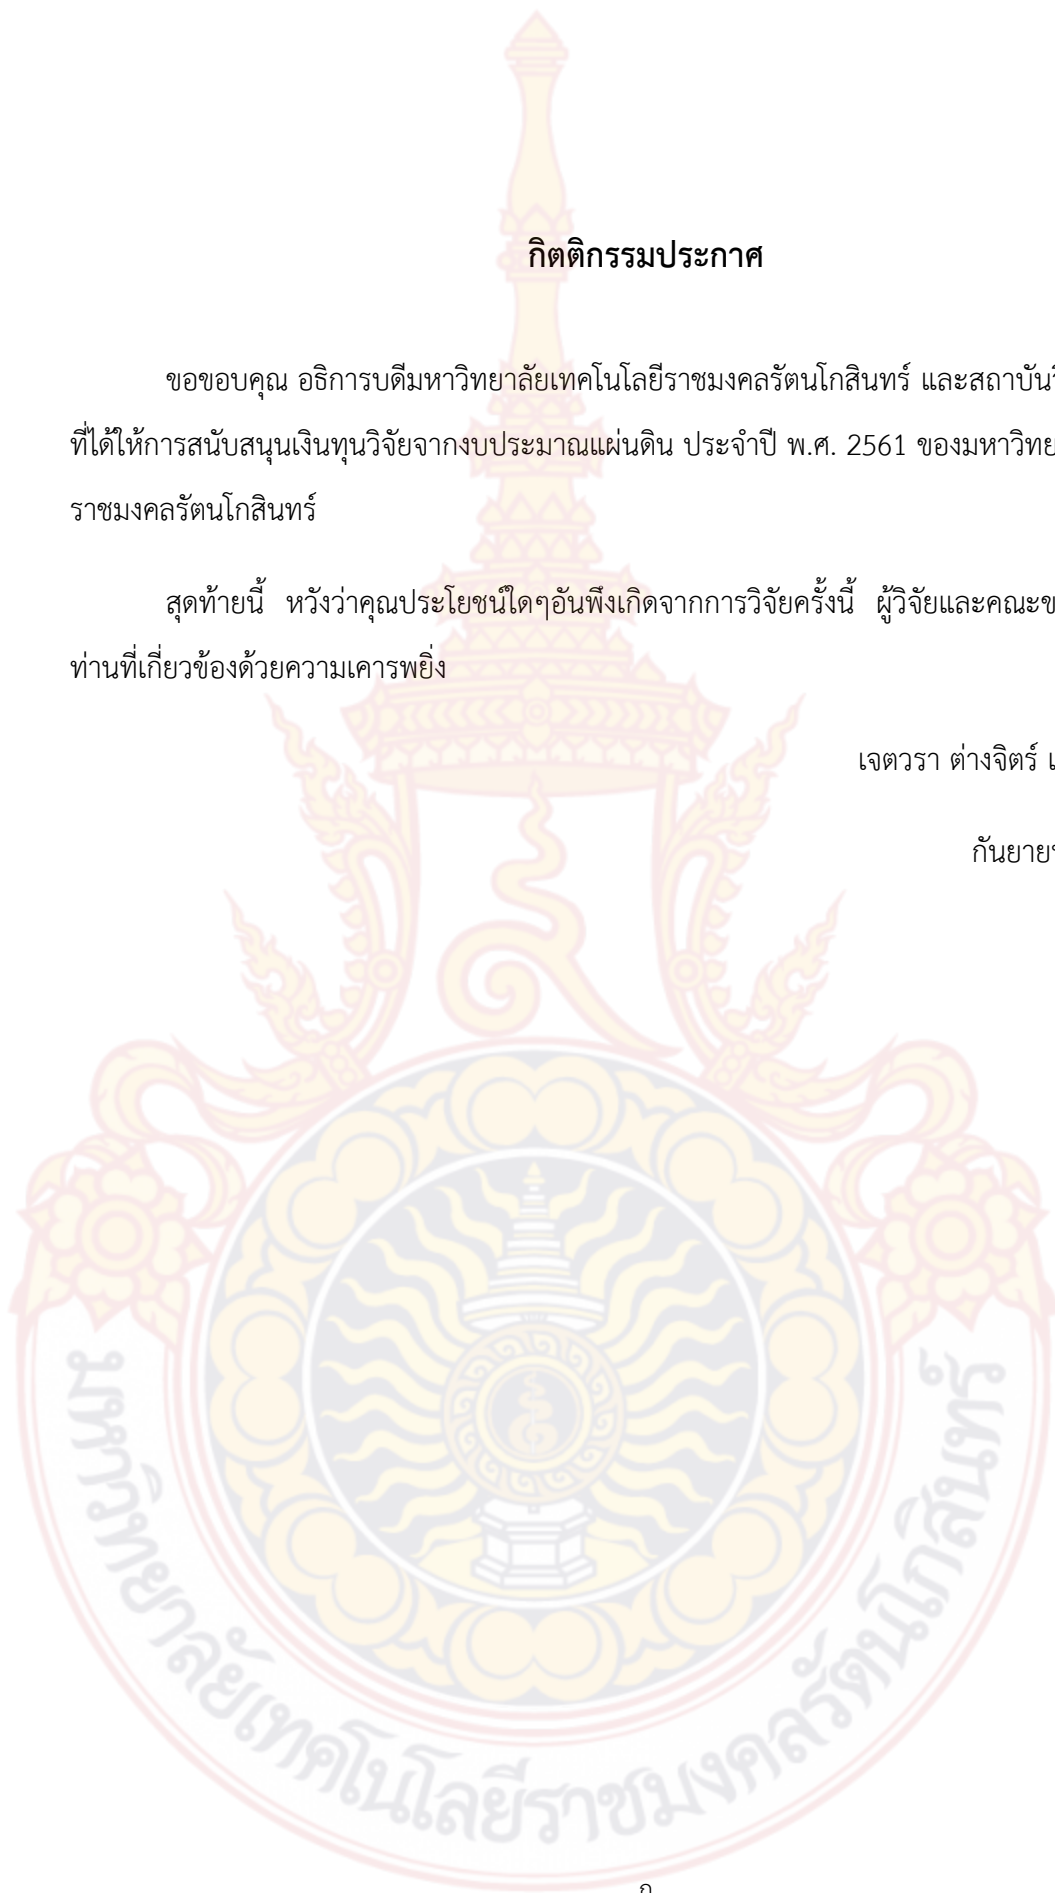 กิตติกรรมประกาศ
ขอขอบคุณ อธิการบดีมหาวิทยาลัยเทคโนโลยีราชมงคลรัตนโกสินทร์ และสถาบัน
ที่ได้ให้การสนับสนุนเงินทุนวิจัยจากงบประมาณแผ่นดิน ประจำปี พ.ศ. 2561 ของมหาวิทย
ราชมงคลรัตนโกสินทร์
สุดท้ายนี้ หวังว่าคุณประโยชน์ใดๆอันพึงเกิดจากการวิจัยครั้งนี้ ผู้วิจัยและคณะข
ท่านที่เกี่ยวข้องด้วยความเคารพยิ่ง
เจตวรา ต่างจิตร์
กันยาย
มหาวิทยาลัยเทคโนโลยีราชมงคลรัตนโกสินทร์